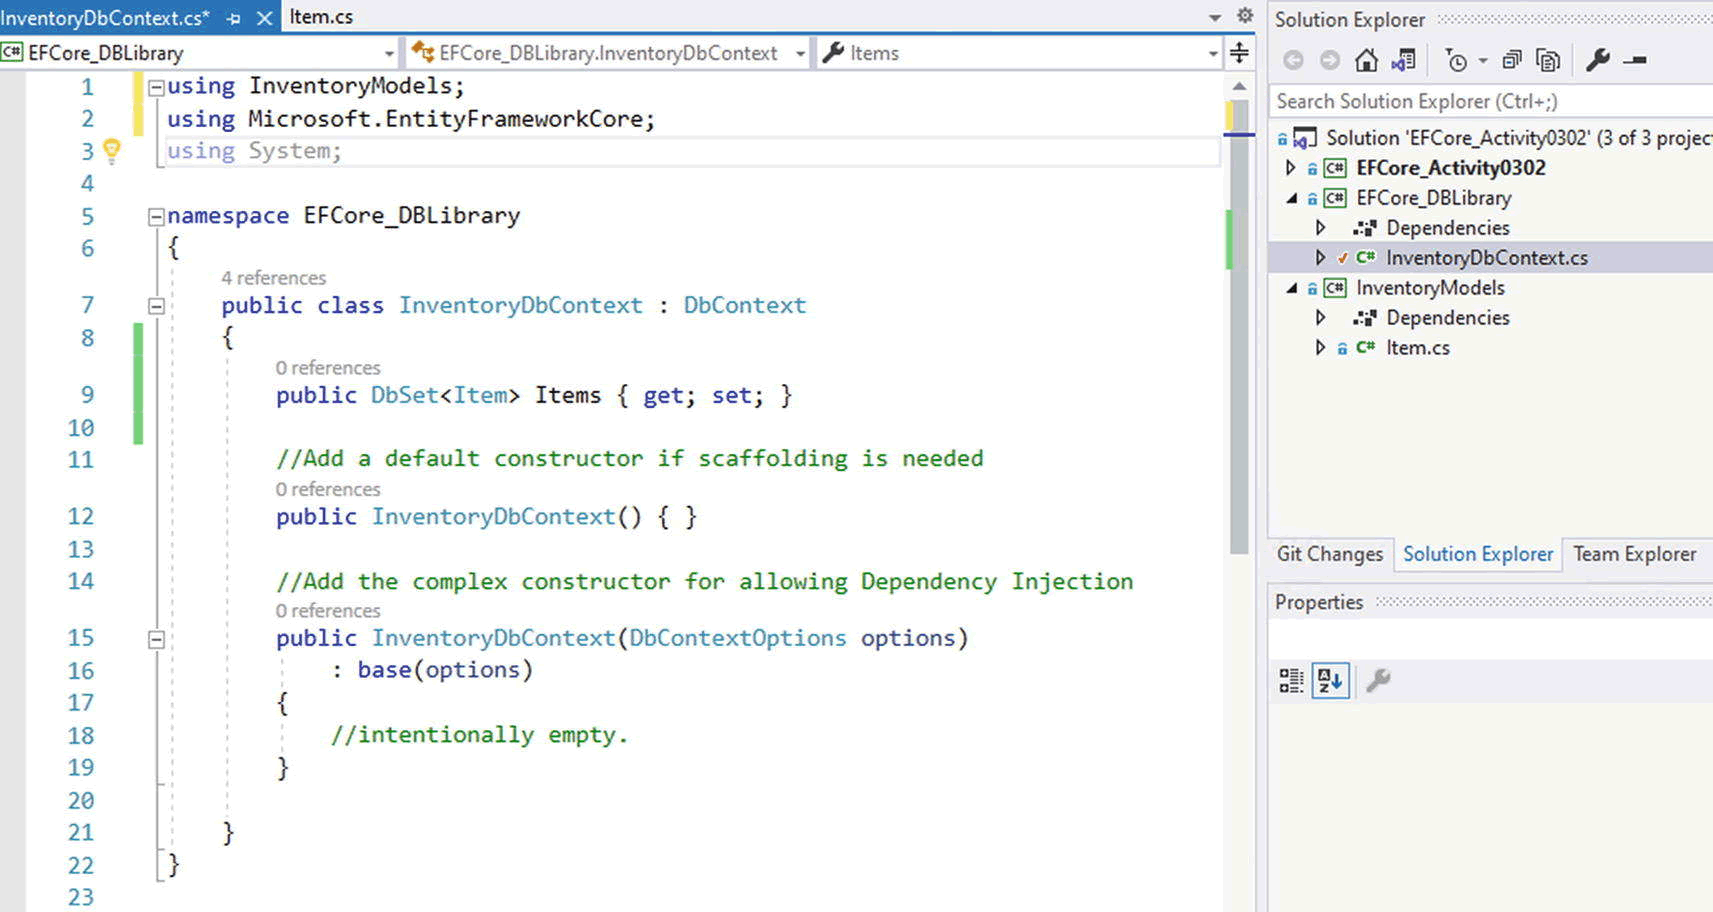 InventoryDbContext.cs*
Item.cs
EFCore_DBLibrary
EFCore_DBLibrary.InventoryDbContext
Items
1 using InventoryModels;
2 using Microsoft.EntityFrameworkCore;
3 using System;
4
5 namespace EFCore_DBLibrary
6 {
4 references
7 public class InventoryDbContext : DbContext
8 {
0 references
9 public DbSet<Item> Items { get; set; }
10
11 //Add a default constructor if scaffolding is needed
0 references
12 public InventoryDbContext() { }
13
14 //Add the complex constructor for allowing Dependency Injection
0 references
15 public InventoryDbContext(DbContextOptions options)
16 : base(options)
17 {
18 //intentionally empty.
19 }
20
21 }
22 }
23
Solution Explorer
Search Solution Explorer (Ctrl+;)
Solution 'EFCore_Activity0302' (3 of 3 projec
C# EFCore_Activity0302
C# EFCore_DBLibrary
Dependencies
C# InventoryDbContext.cs
C# InventoryModels
Dependencies
C# Item.cs
Git Changes
Solution Explorer
Team Explorer
Properties